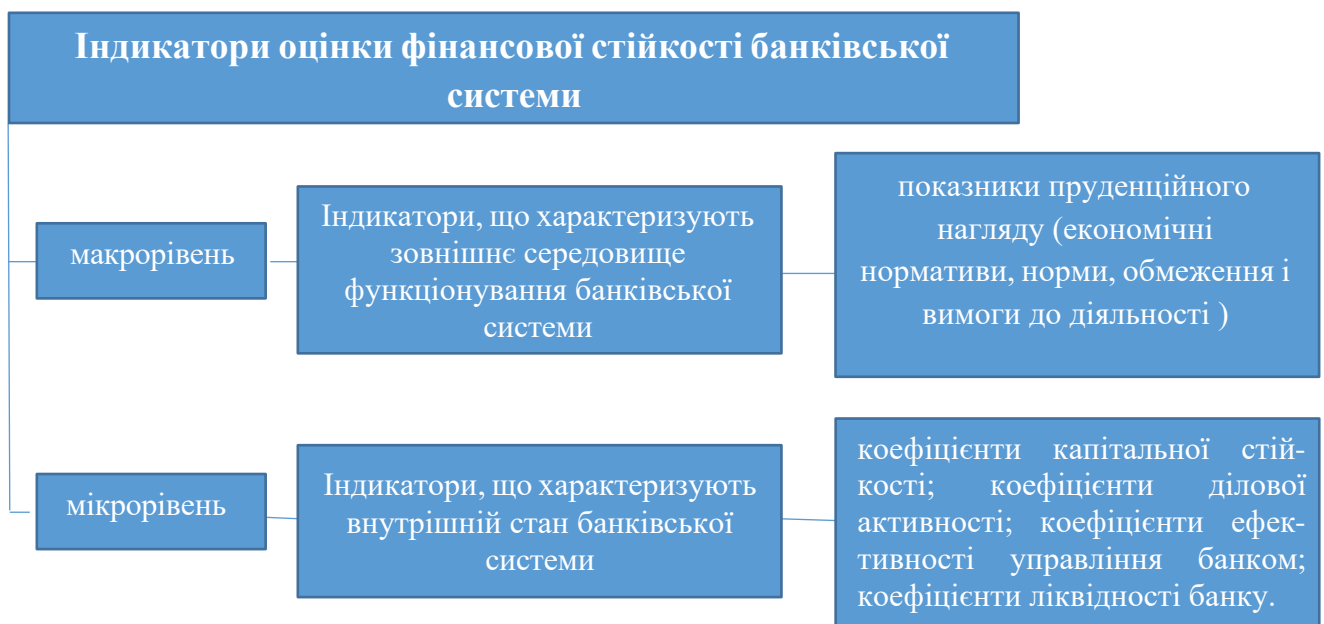 Індикатори оцінки фінансової стійкості банківської
системи
макрорівень
Індикатори, що характеризують
зовнішнє середовище
функціонування банківської
системи
показники пруденційного
нагляду (економічні
нормативи, норми, обмеження і
вимоги до діяльності )
мікрорівень
Індикатори, що характеризують
внутрішній стан банківської
системи
коефіцієнти капітальної стій-
кості; коефіцієнти ділової
активності; коефіцієнти ефек-
тивності управління банком;
коефіцієнти ліквідності банку.